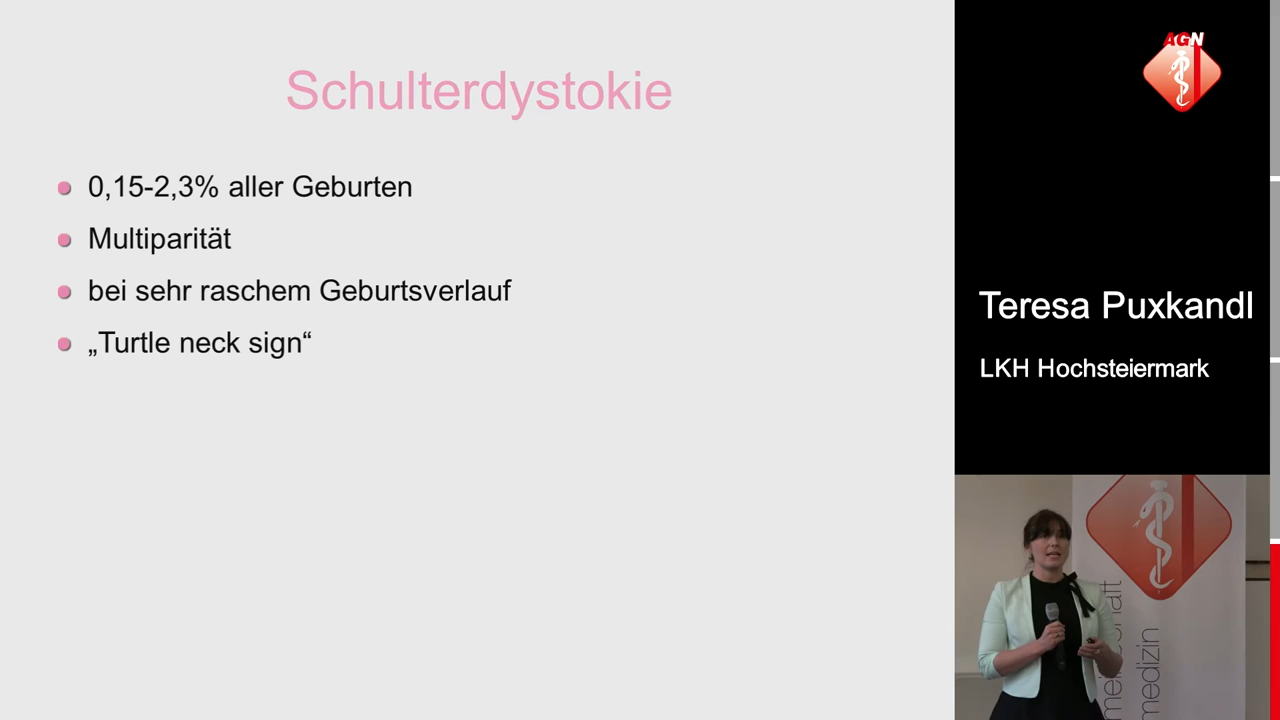 Schulterdystokie
0,15-2,3% aller Geburten
Multiparität
bei sehr raschem Geburtsverlauf
„Turtle neck sign“
AGN
Teresa Puxkandl
LKH Hochsteiermark
medizin